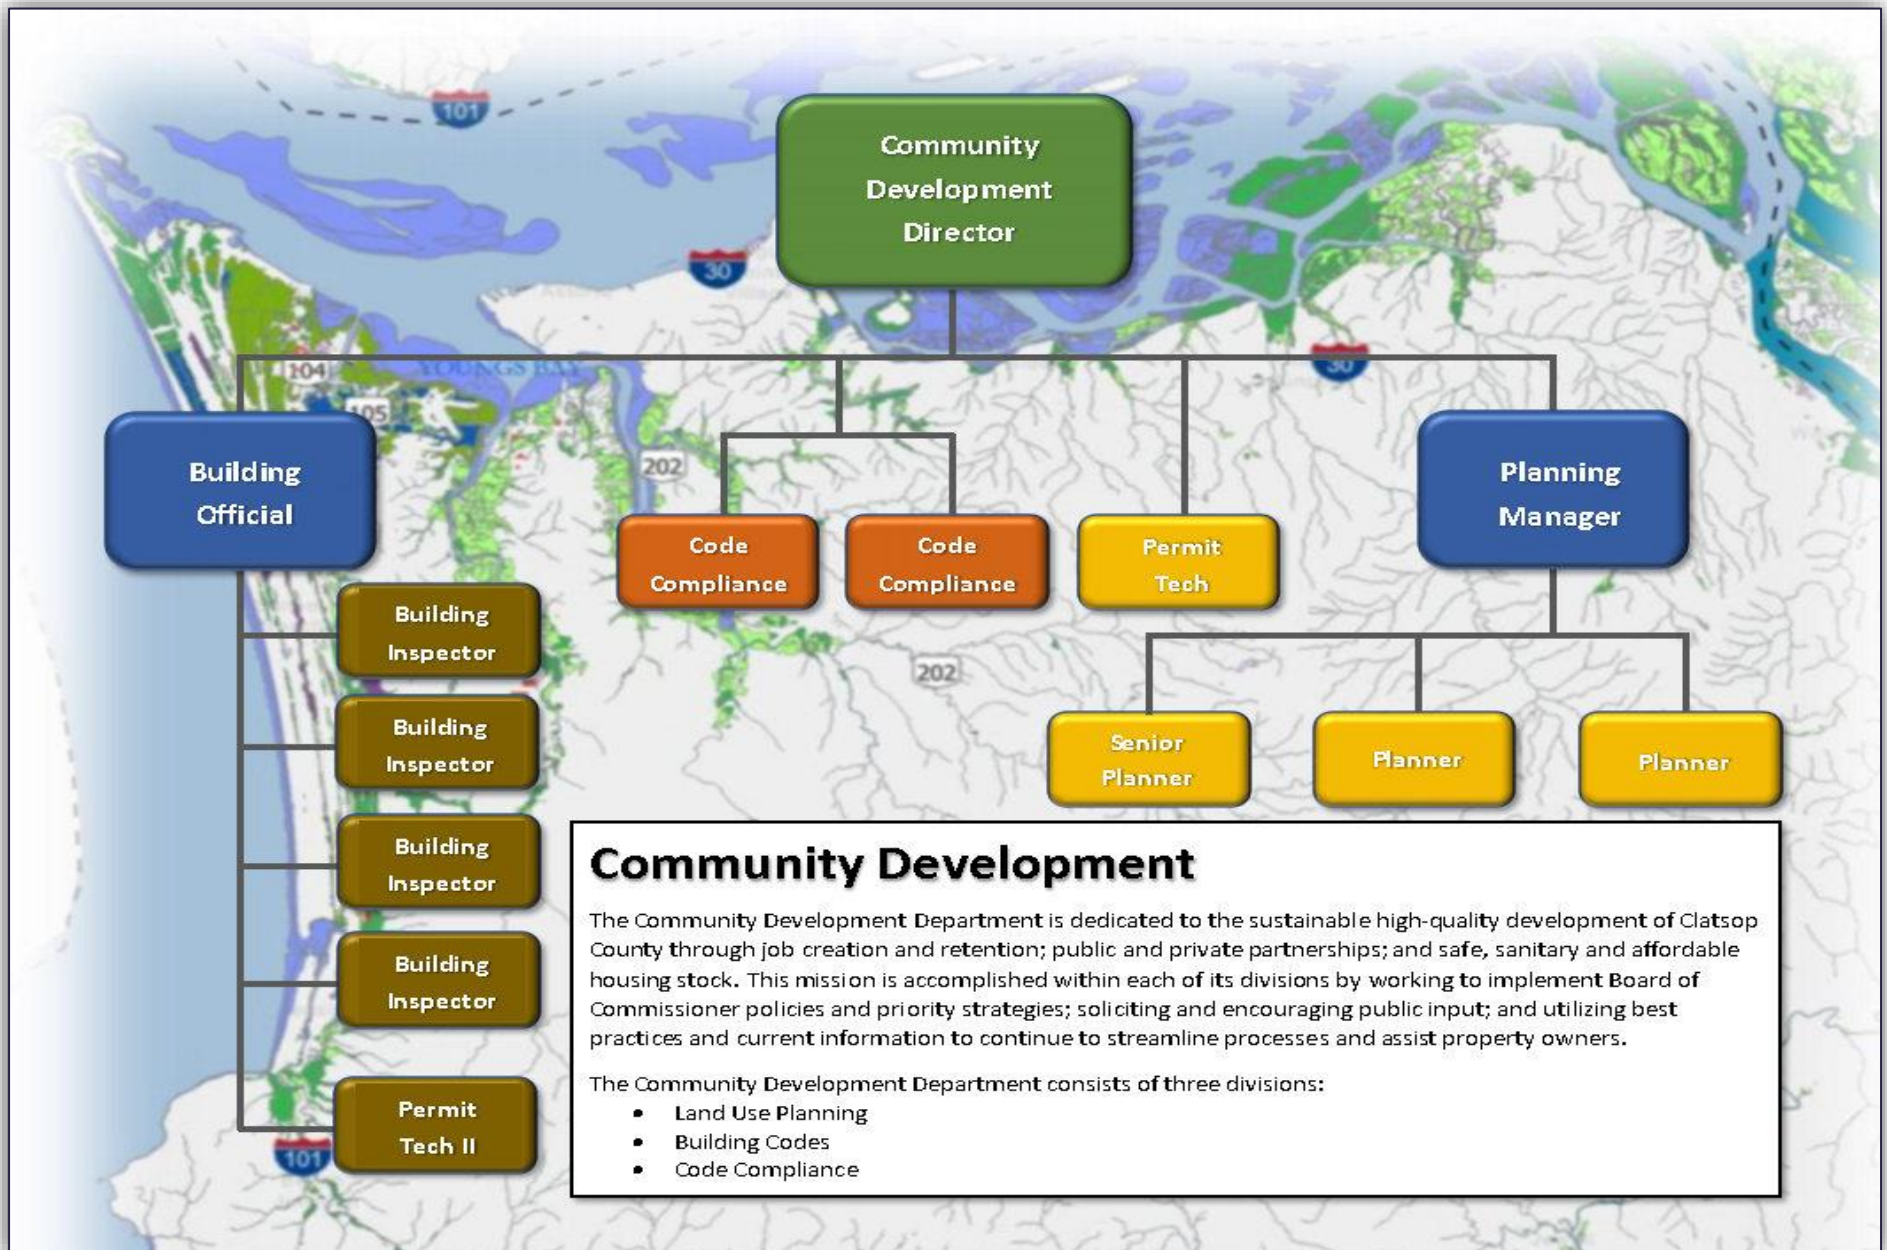 101
Community
Development
Director
30
30
104
YOUNGS BAY
105
Building
Official
202
Code
Compliance
Code
Compliance
Permit
Tech
Planning
Manager
Building
Inspector
202
Building
Inspector
Senior
Planner
Planner
Planner
Building
Inspector
Building
Inspector
Permit
Tech II
101
Community Development
The Community Development Department is dedicated to the sustainable high-quality development of Clatsop
County through job creation and retention; public and private partnerships; and safe, sanitary and affordable
housing stock. This mission is accomplished within each of its divisions by working to implement Board of
Commissioner policies and priority strategies; soliciting and encouraging public input; and utilizing best
practices and current information to continue to streamline processes and assist property owners.
The Community Development Department consists of three divisions:
• Land Use Planning
• Building Codes
• Code Compliance